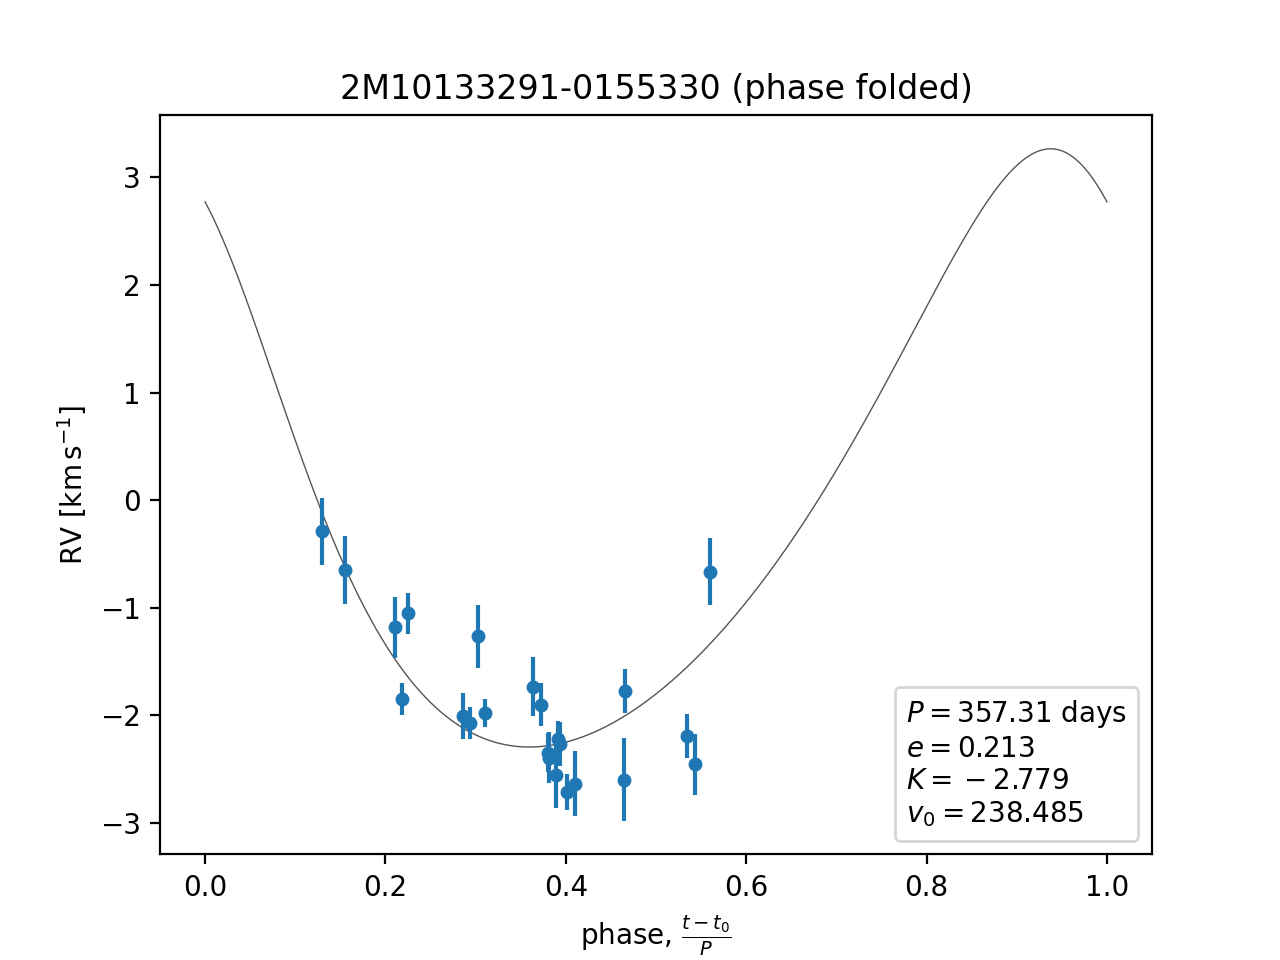 2M10133291-0155330 (phase folded)
RV [km s⁻¹]
3
2
1
0
−1
−2
−3
P = 357.31 days
e = 0.213
K = −2.779
v₀ = 238.485
0.0 0.2 0.4 0.6 0.8 1.0
phase, (t − t₀)/P